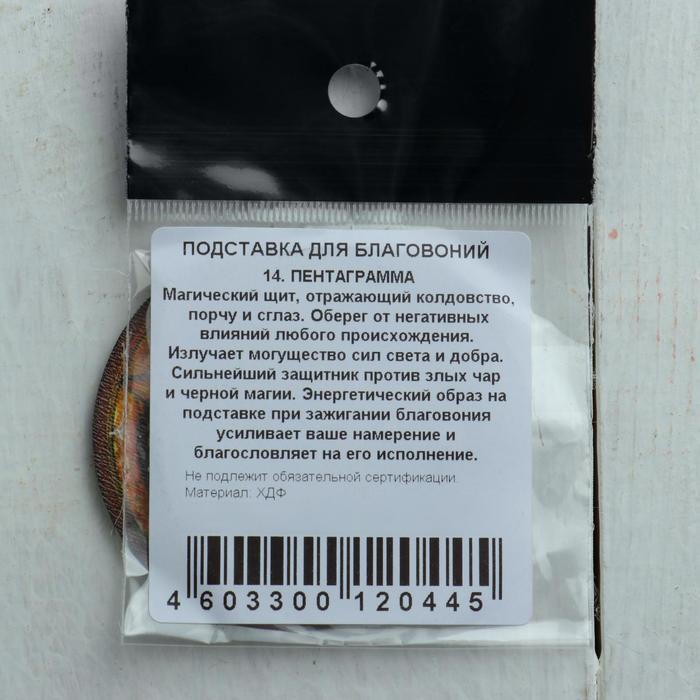 ПОДСТАВКА ДЛЯ БЛАГОВОНИЙ
14. ПЕНТАГРАММА
Магический щит, отражающий колдовство,
порчу и сглаз. Оберег от негативных
влияний любого происхождения.
Излучает могущество сил света и добра.
Сильнейший защитник против злых чар
и черной магии. Энергетический образ на
подставке при зажигании благовония
усиливает ваше намерение и
благословляет на его исполнение.
Не подлежит обязательной сертификации.
Материал: ХДФ
4 603300 120445